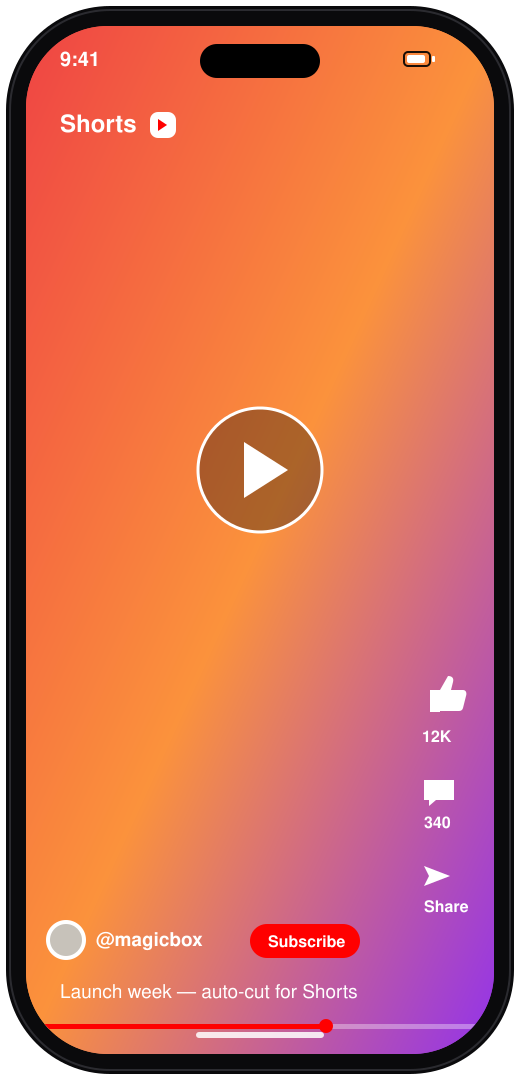 9:41
Shorts
12K
340
Share
@magicbox
Subscribe
Launch week — auto-cut for Shorts